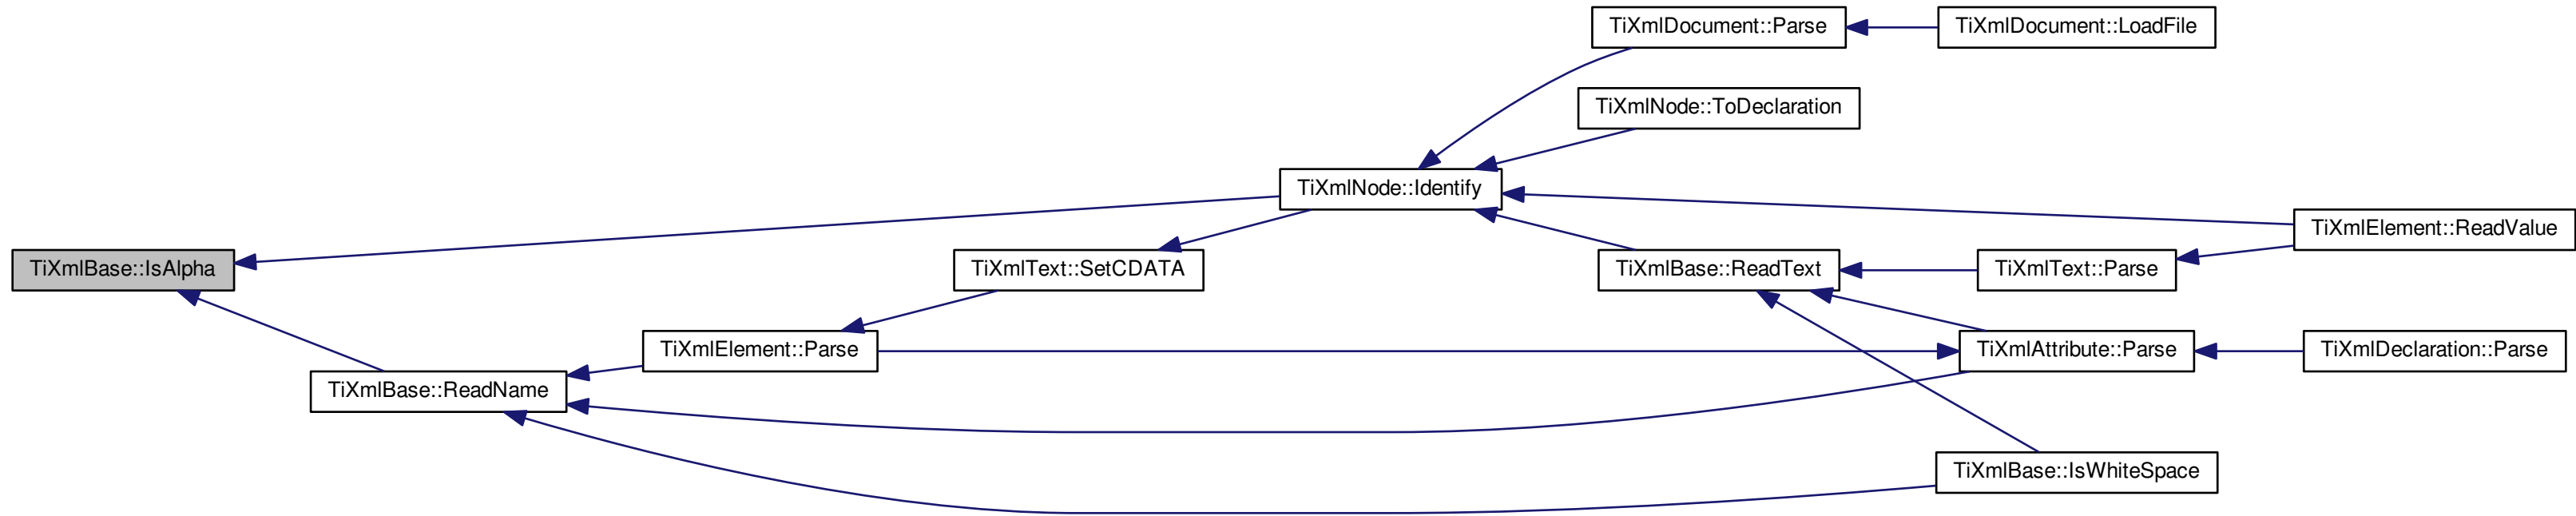 TiXmlDocument::Parse
TiXmlDocument::LoadFile
TiXmlNode::ToDeclaration
TiXmlNode::Identify
TiXmlElement::ReadValue
TiXmlBase::IsAlpha
TiXmlText::SetCDATA
TiXmlBase::ReadText
TiXmlText::Parse
TiXmlElement::Parse
TiXmlAttribute::Parse
TiXmlDeclaration::Parse
TiXmlBase::ReadName
TiXmlBase::IsWhiteSpace